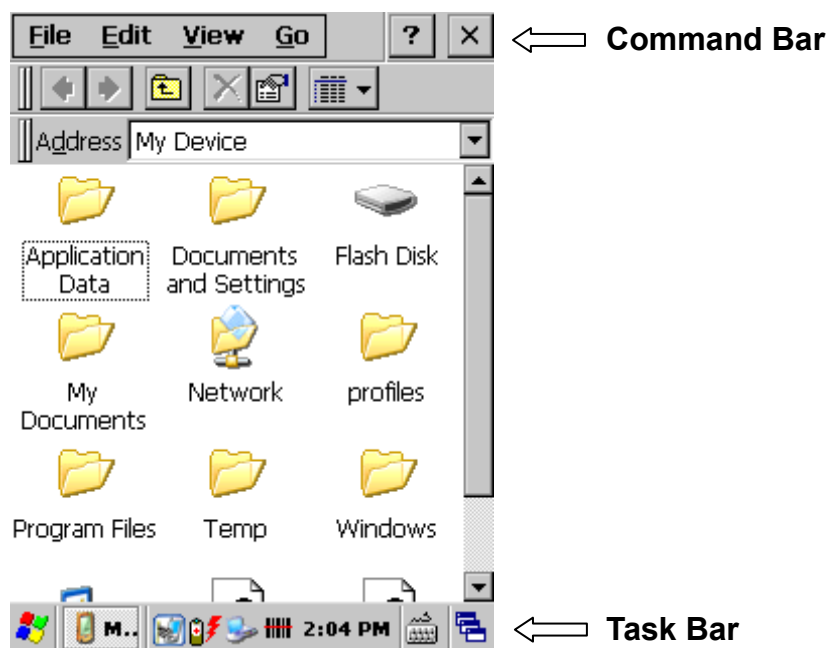 File Edit View Go ? × Command Bar
Address My Device
Application Data
Documents and Settings
Flash Disk
My Documents
Network
profiles
Program Files
Temp
Windows
M.. 2:04 PM Task Bar